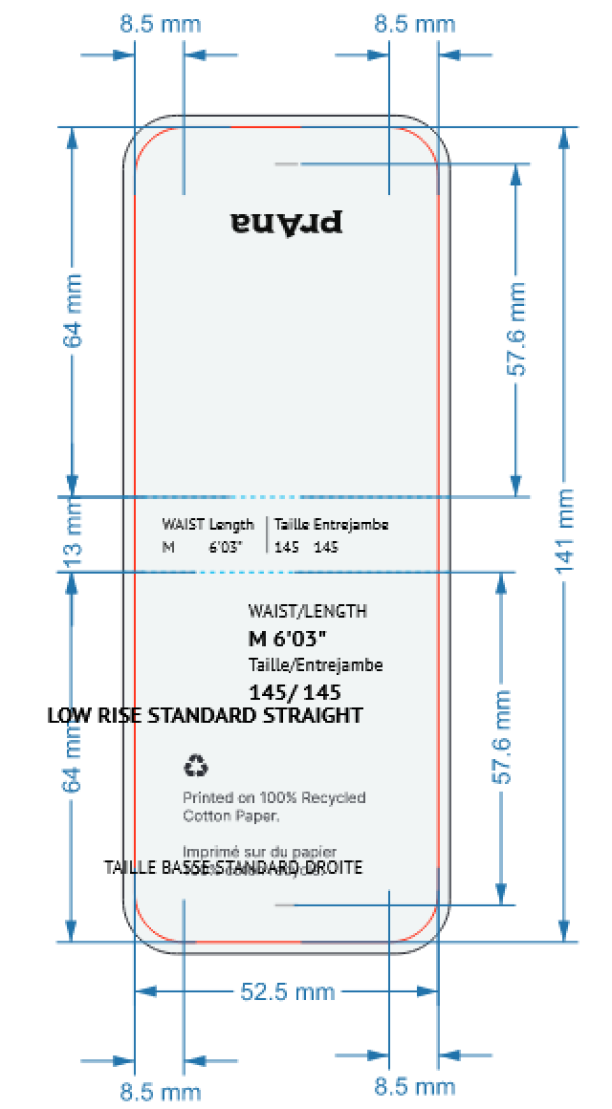 8.5 mm 8.5 mm
prAna
64 mm
57.6 mm
WAIST Length Taille Entrejambe
M 6'03" 145 145
13 mm
141 mm
WAIST/LENGTH
M 6'03"
Taille/Entrejambe
145/ 145
LOW RISE STANDARD STRAIGHT
64 mm
57.6 mm
Printed on 100% Recycled
Cotton Paper.
Imprimé sur du papier
TAILLE BASSE STANDARD DROITE
52.5 mm
8.5 mm 8.5 mm